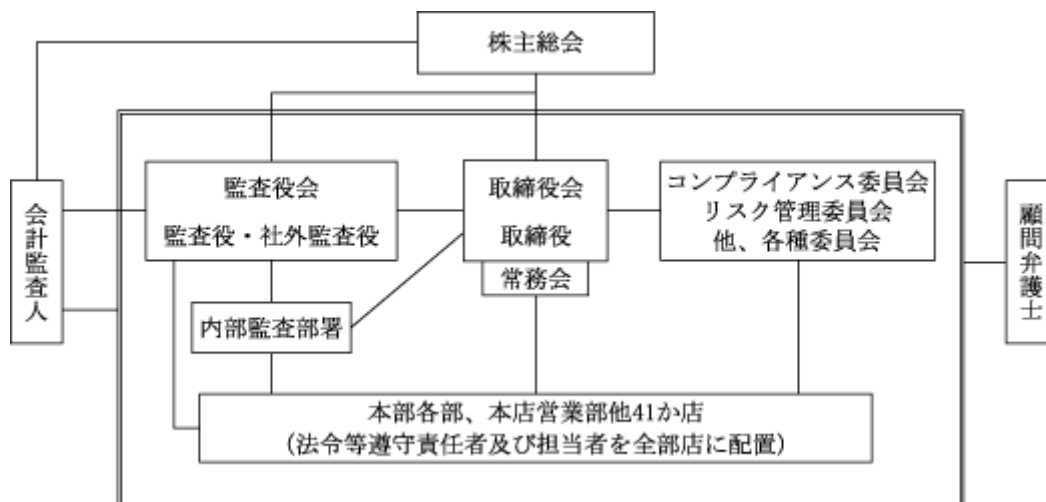 株主総会
監査役会
監査役・社外監査役
取締役会
取締役
常務会
コンプライアンス委員会
リスク管理委員会
他、各種委員会
会計監査人
顧問弁護士
内部監査部署
本部各部、本店営業部他41か店
(法令等遵守責任者及び担当者を全部店に配置)